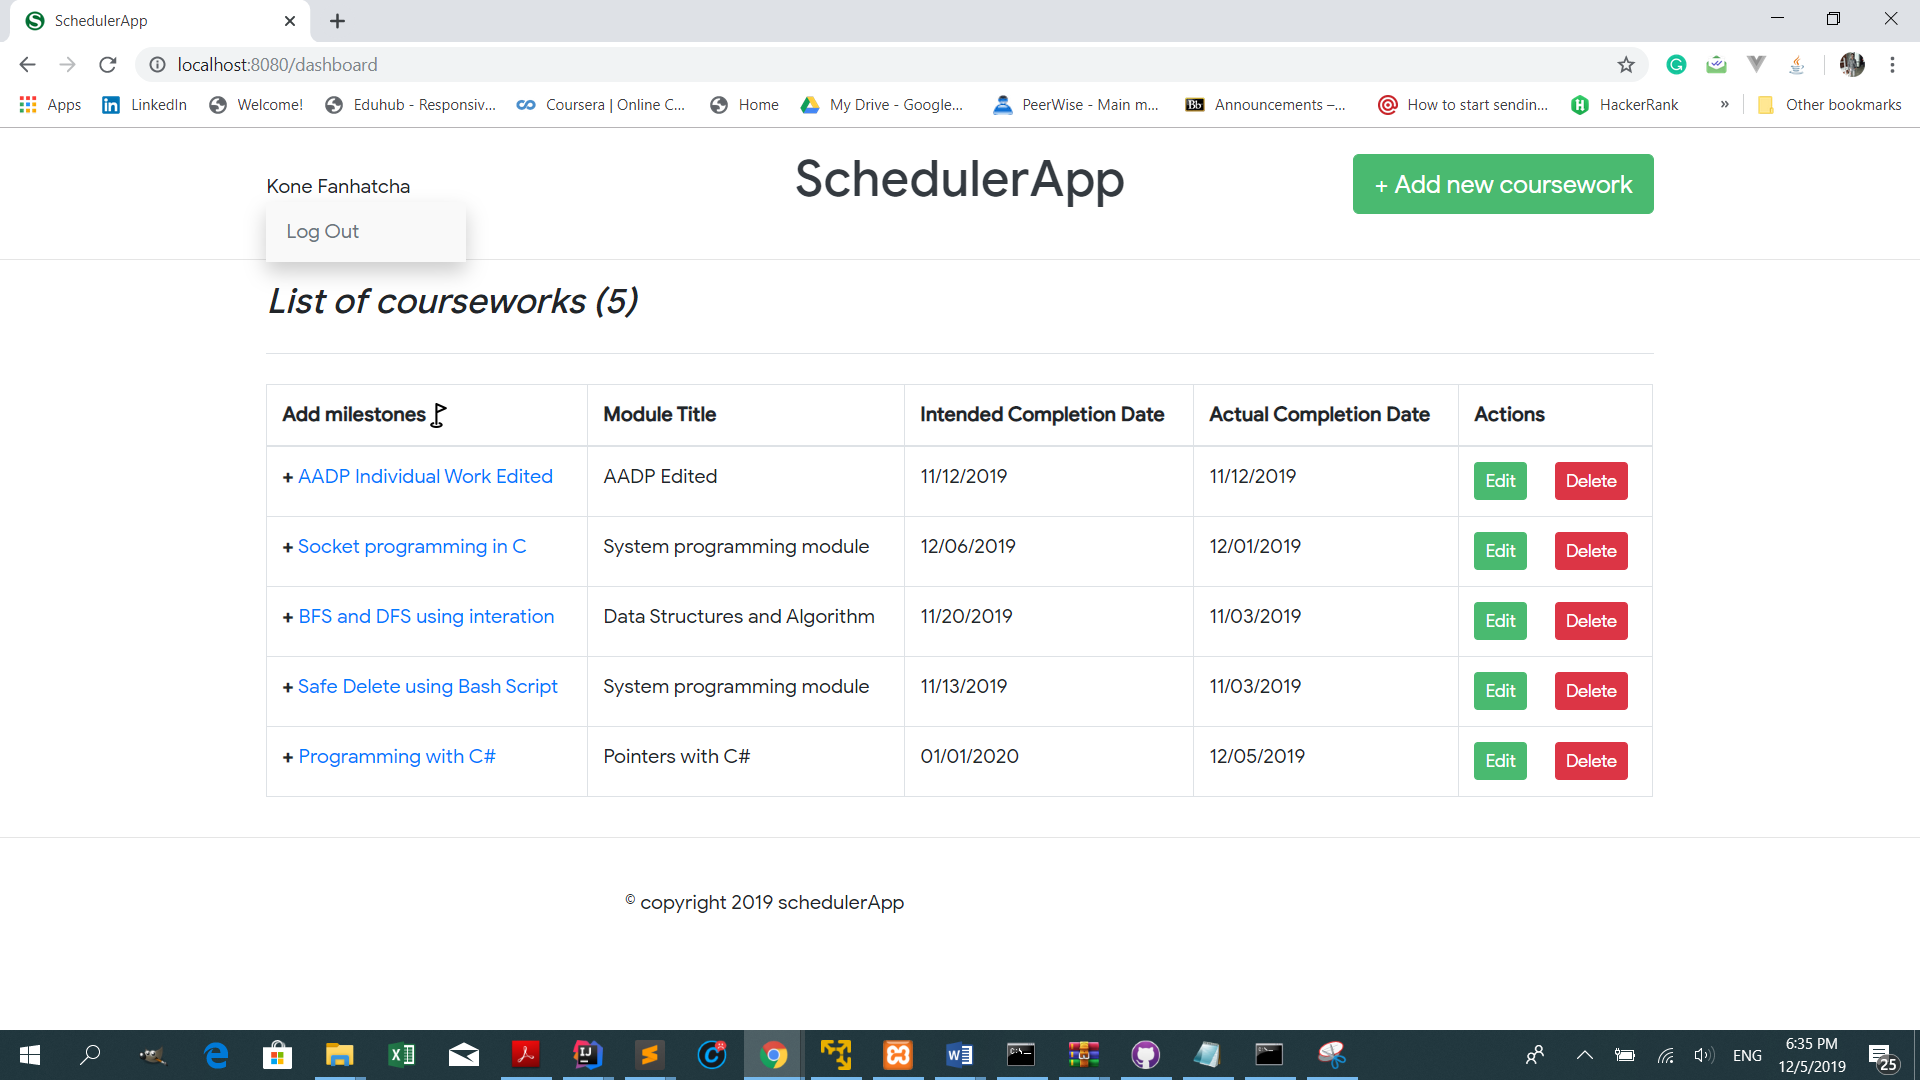 SchedulerApp
localhost:8080/dashboard
Apps LinkedIn Welcome! Eduhub - Responsiv... Coursera | Online C... Home My Drive - Google... PeerWise - Main m... Bb Announcements –... How to start sendin... HackerRank » Other bookmarks
Kone Fanhatcha
SchedulerApp
+ Add new coursework
Log Out
List of courseworks (5)
Add milestones Module Title Intended Completion Date Actual Completion Date Actions
+ AADP Individual Work Edited AADP Edited 11/12/2019 11/12/2019 Edit Delete
+ Socket programming in C System programming module 12/06/2019 12/01/2019 Edit Delete
+ BFS and DFS using interation Data Structures and Algorithm 11/20/2019 11/03/2019 Edit Delete
+ Safe Delete using Bash Script System programming module 11/13/2019 11/03/2019 Edit Delete
+ Programming with C# Pointers with C# 01/01/2020 12/05/2019 Edit Delete
© copyright 2019 schedulerApp
ENG
6:35 PM
12/5/2019
25